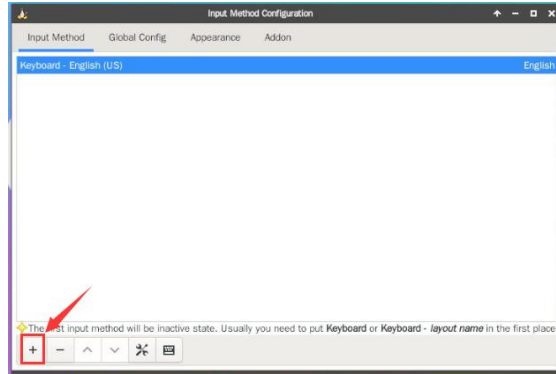 Input Method Configuration
Input Method Global Config Appearance Addon
Keyboard - English (US) English
The first input method will be inactive state. Usually you need to put Keyboard or Keyboard - layout name in the first place